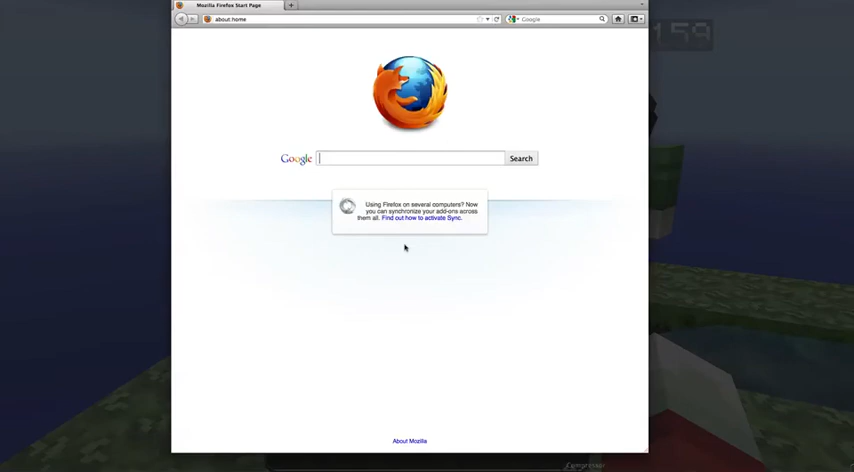 Mozilla Firefox Start Page
about:home
Google
Google
Search
Using Firefox on several computers? Now
you can synchronize your add-ons across
them all. Find out how to activate Sync.
About Mozilla